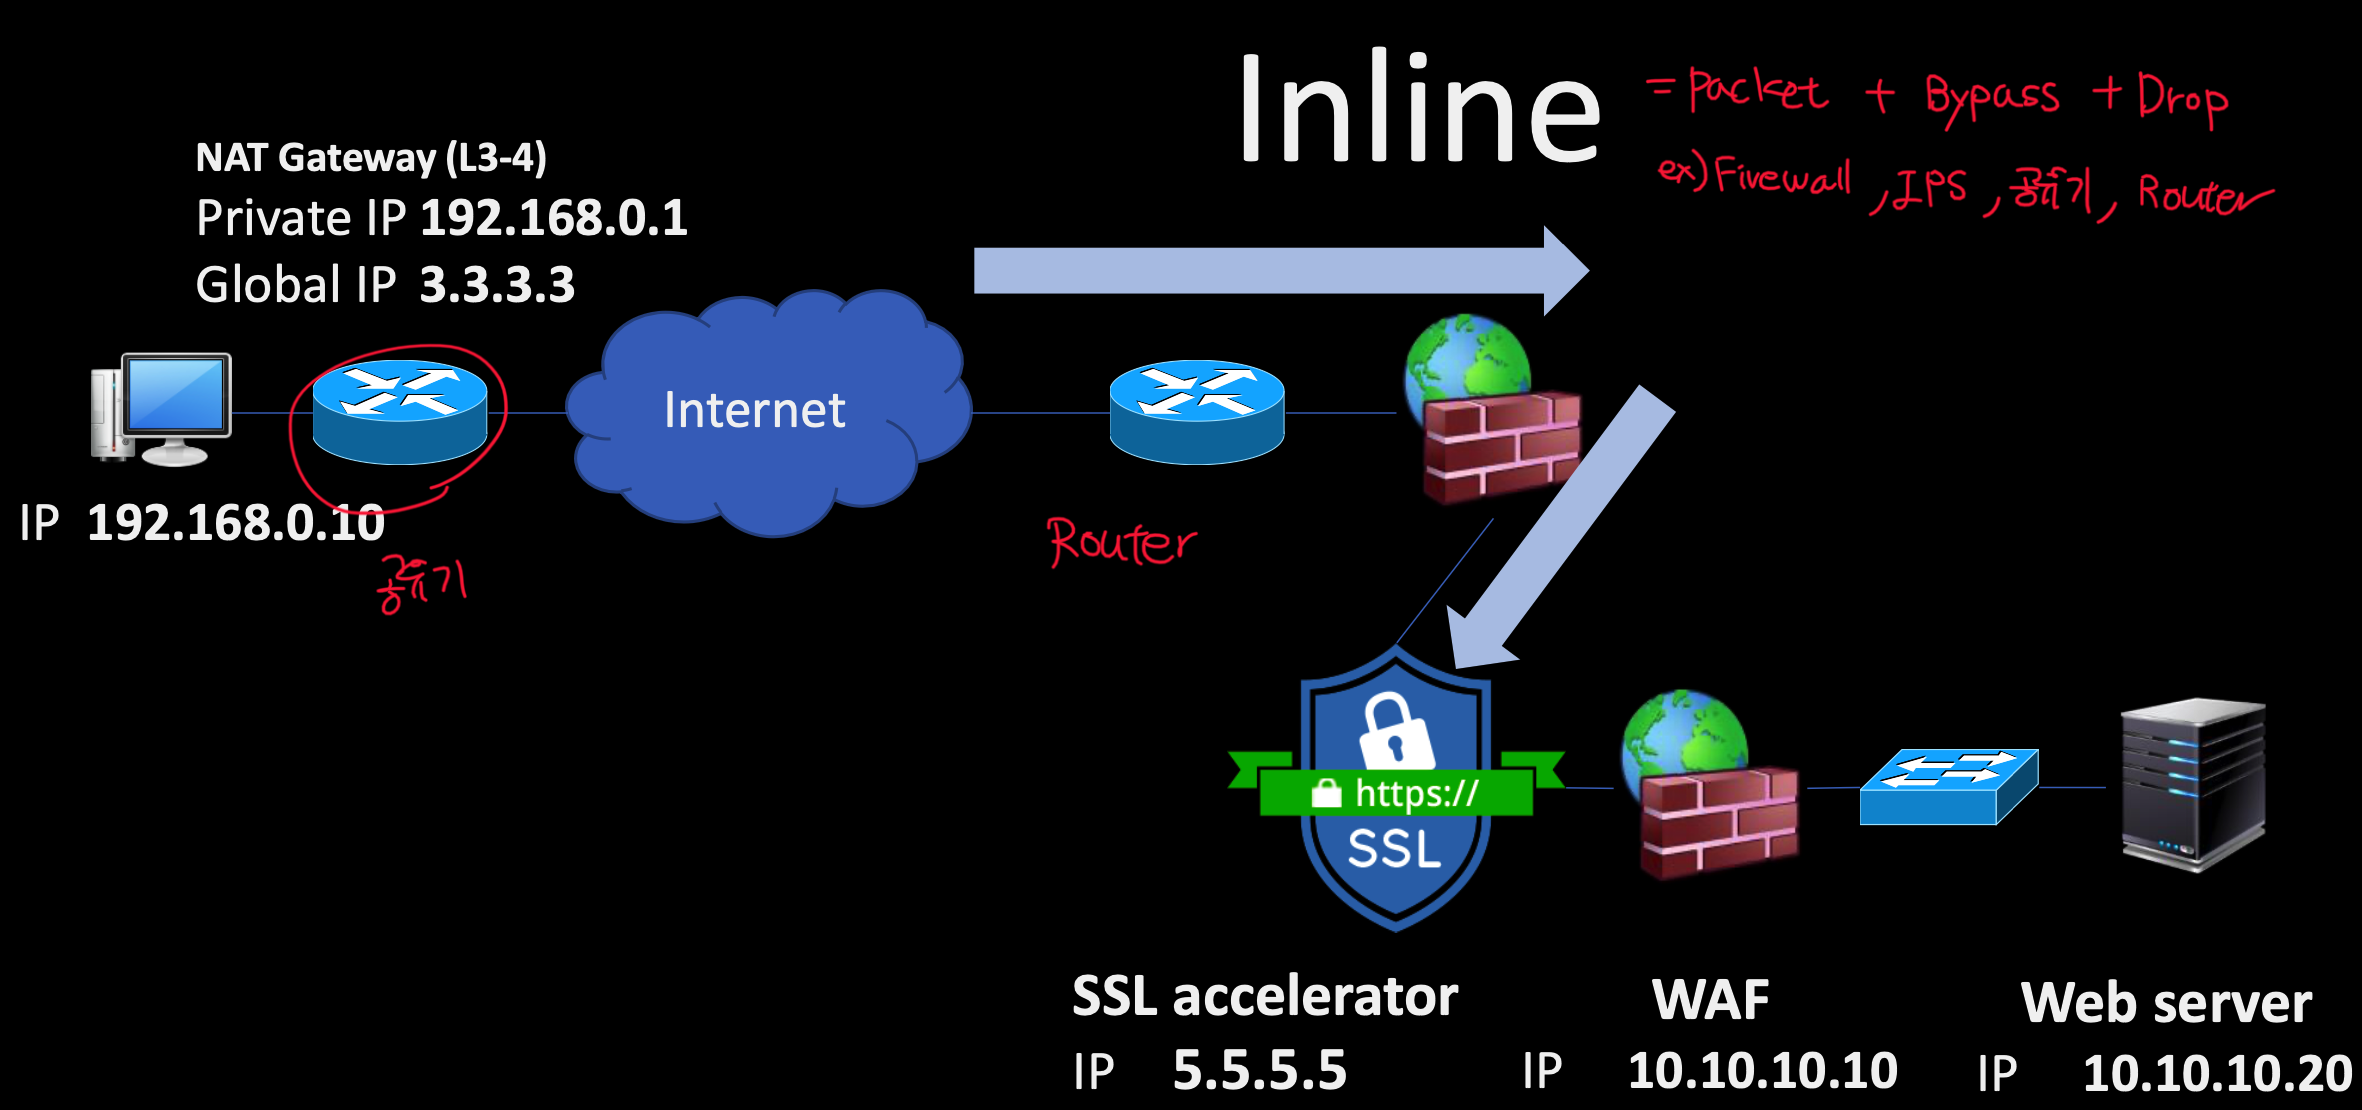 Inline = Packet + Bypass + Drop
ex) Firewall, IPS, 공유기, Router
NAT Gateway (L3-4)
Private IP 192.168.0.1
Global IP 3.3.3.3
Internet
IP 192.168.0.10
공유기
Router
https://
SSL
SSL accelerator
IP 5.5.5.5
WAF
IP 10.10.10.10
Web server
IP 10.10.10.20